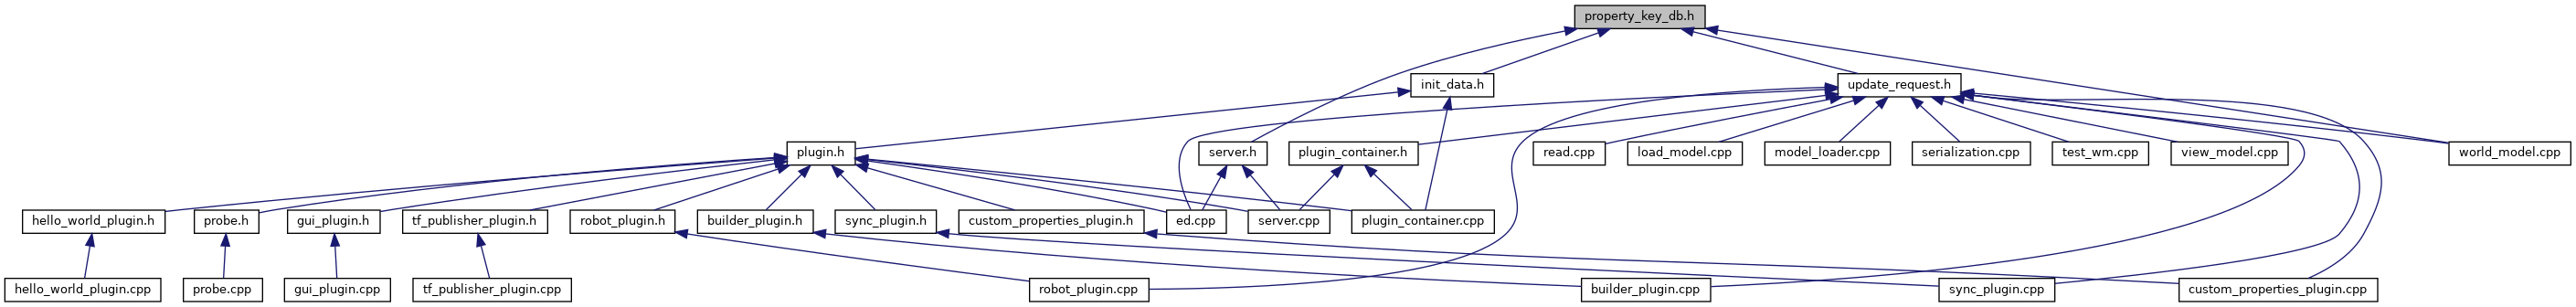 property_key_db.h
init_data.h
update_request.h
plugin.h
server.h
plugin_container.h
read.cpp
load_model.cpp
model_loader.cpp
serialization.cpp
test_wm.cpp
view_model.cpp
world_model.cpp
hello_world_plugin.h
probe.h
gui_plugin.h
tf_publisher_plugin.h
robot_plugin.h
builder_plugin.h
sync_plugin.h
custom_properties_plugin.h
ed.cpp
server.cpp
plugin_container.cpp
hello_world_plugin.cpp
probe.cpp
gui_plugin.cpp
tf_publisher_plugin.cpp
robot_plugin.cpp
builder_plugin.cpp
sync_plugin.cpp
custom_properties_plugin.cpp